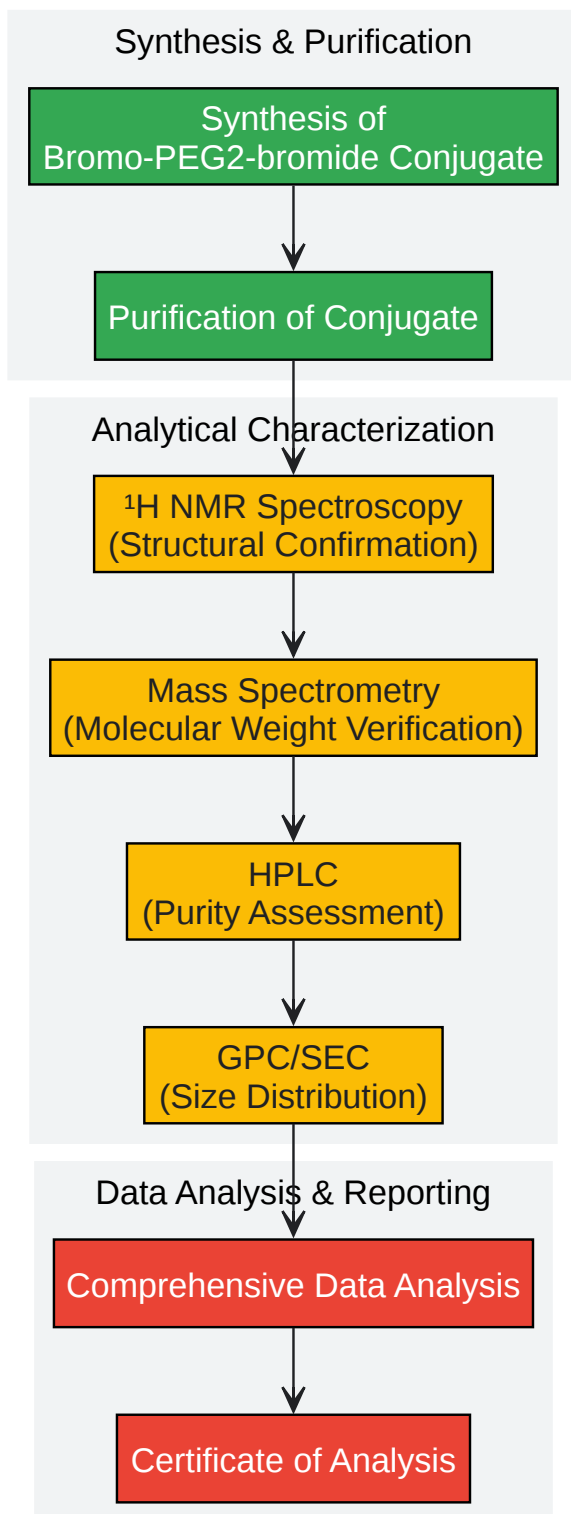 Synthesis & Purification
Synthesis of
Bromo-PEG2-bromide Conjugate
Purification of Conjugate
Analytical Characterization
¹H NMR Spectroscopy
(Structural Confirmation)
Mass Spectrometry
(Molecular Weight Verification)
HPLC
(Purity Assessment)
GPC/SEC
(Size Distribution)
Data Analysis & Reporting
Comprehensive Data Analysis
Certificate of Analysis